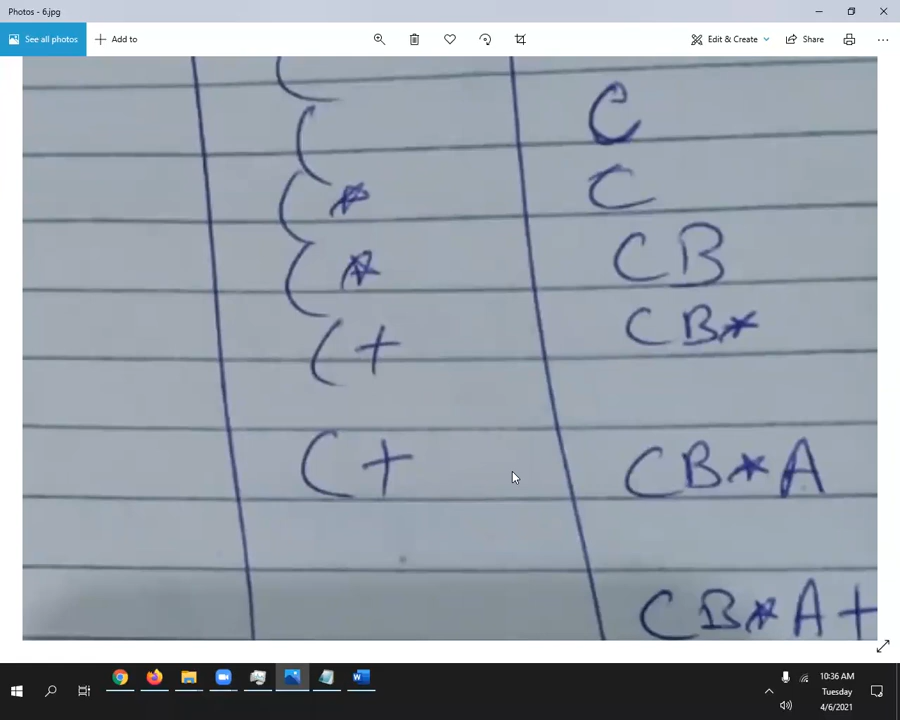 Photos - 6.jpg
See all photos
Add to
Edit & Create
Share
(
( C
( * C
( * CB
( + CB*
( + CB*A
CB*A+
10:36 AM
Tuesday
4/6/2021